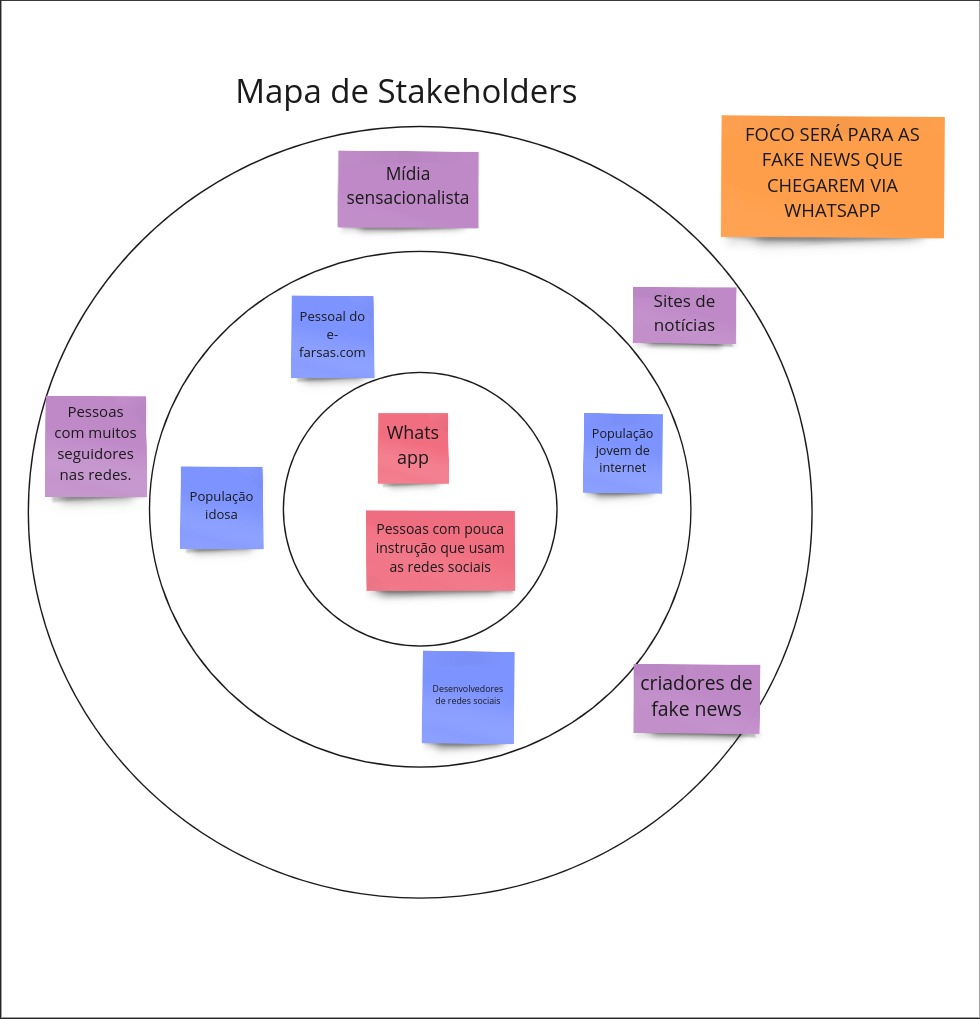 Mapa de Stakeholders
FOCO SERÁ PARA AS
FAKE NEWS QUE
CHEGAREM VIA
WHATSAPP
Mídia
sensacionalista
Sites de
notícias
Pessoal do
e-
farsas.com
Pessoas
com muitos
seguidores
nas redes.
Whats
app
População
jovem de
internet
População
idosa
Pessoas com pouca
instrução que usam
as redes sociais
Desenvolvedores
de redes sociais
criadores de
fake news